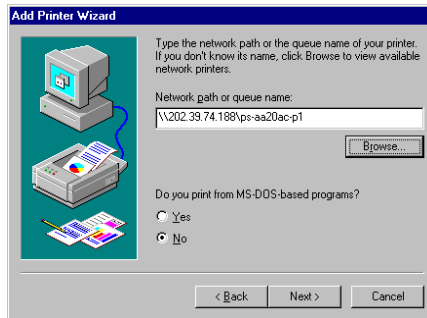 Add Printer Wizard
Type the network path or the queue name of your printer.
If you don't know its name, click Browse to view available
network printers.
Network path or queue name:
\\202.39.74.188\ps-aa20ac-p1
Browse...
Do you print from MS-DOS-based programs?
Yes
No
< Back
Next >
Cancel